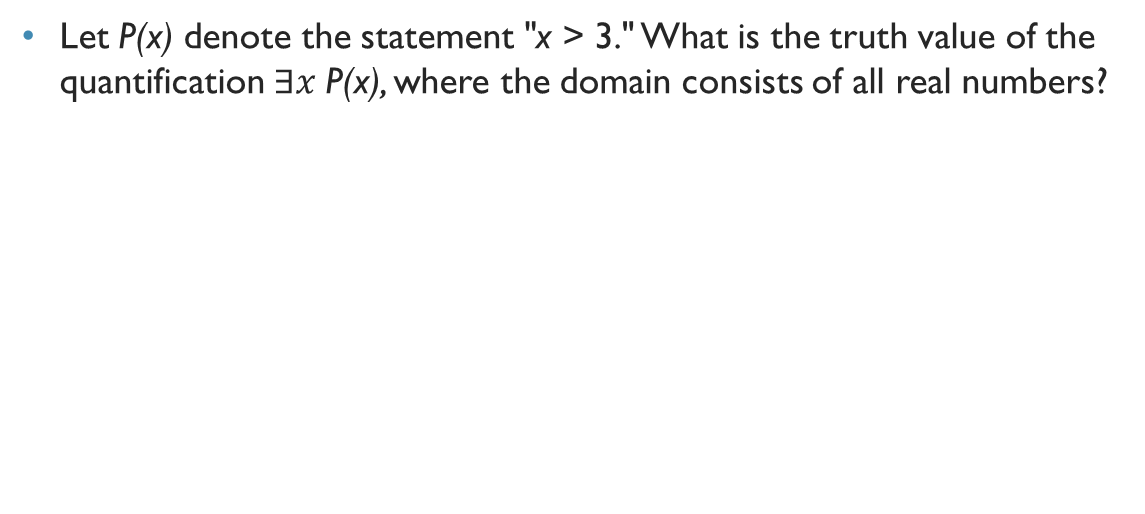 • Let P(x) denote the statement "x > 3." What is the truth value of the
quantification ∃x P(x), where the domain consists of all real numbers?